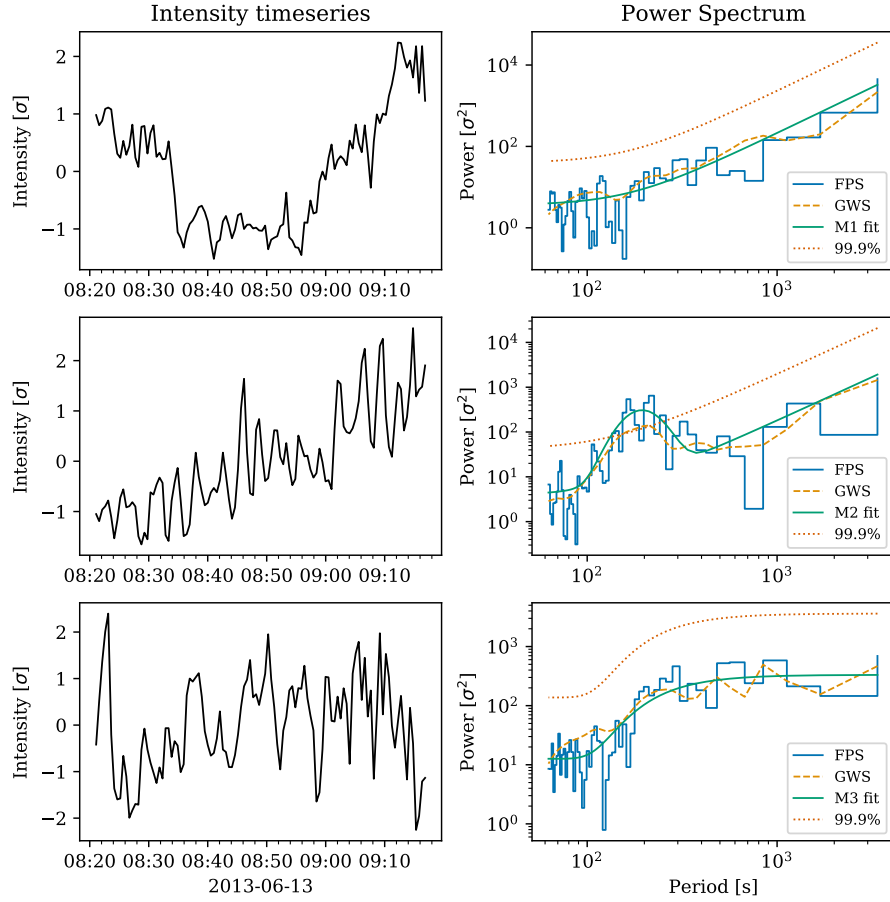 Intensity timeseries
Power Spectrum
Intensity [σ]
2
1
0
−1
08:20 08:30 08:40 08:50 09:00 09:10
Power [σ²]
10⁴
10²
10⁰
10² 10³
FPS
GWS
M1 fit
99.9%
Intensity [σ]
2
1
0
−1
08:20 08:30 08:40 08:50 09:00 09:10
Power [σ²]
10⁴
10³
10²
10¹
10⁰
10² 10³
FPS
GWS
M2 fit
99.9%
Intensity [σ]
2
1
0
−1
−2
08:20 08:30 08:40 08:50 09:00 09:10
2013-06-13
Power [σ²]
10³
10²
10¹
10⁰
10² 10³
Period [s]
FPS
GWS
M3 fit
99.9%